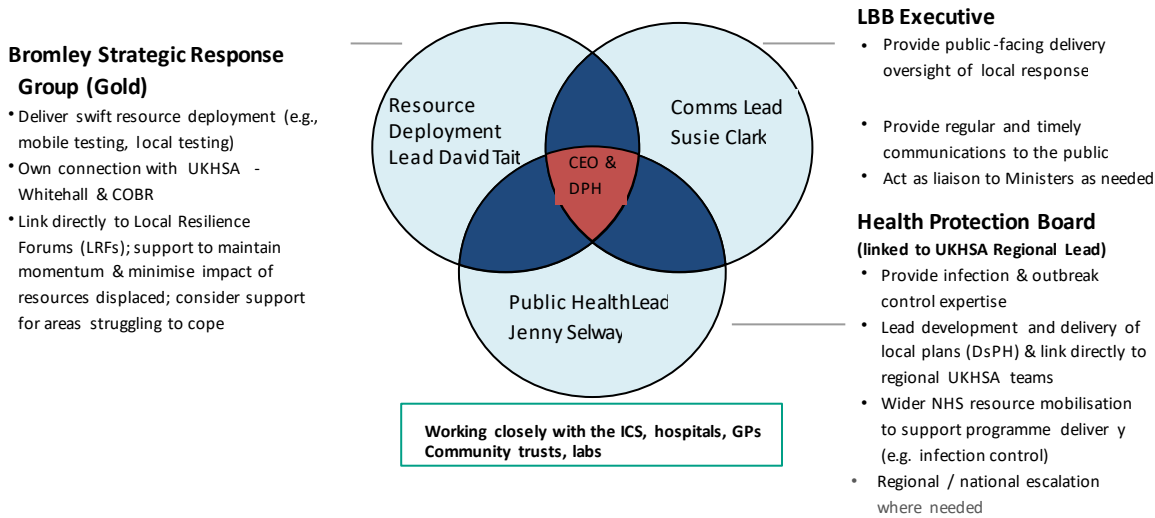 Bromley Strategic Response
Group (Gold)
• Deliver swift resource deployment (e.g.,
mobile testing, local testing)
• Own connection with UKHSA -
Whitehall & COBR
• Link directly to Local Resilience
Forums (LRFs); support to maintain
momentum & minimise impact of
resources displaced; consider support
for areas struggling to cope
Resource
Deployment
Lead David Tait
Comms Lead
Susie Clark
CEO &
DPH
Public Health Lead
Jenny Selway
Working closely with the ICS, hospitals, GPs
Community trusts, labs
LBB Executive
• Provide public-facing delivery
oversight of local response
• Provide regular and timely
communications to the public
• Act as liaison to Ministers as needed
Health Protection Board
(linked to UKHSA Regional Lead)
• Provide infection & outbreak
control expertise
• Lead development and delivery of
local plans (DsPH) & link directly to
regional UKHSA teams
• Wider NHS resource mobilisation
to support programme deliver y
(e.g. infection control)
• Regional / national escalation
where needed